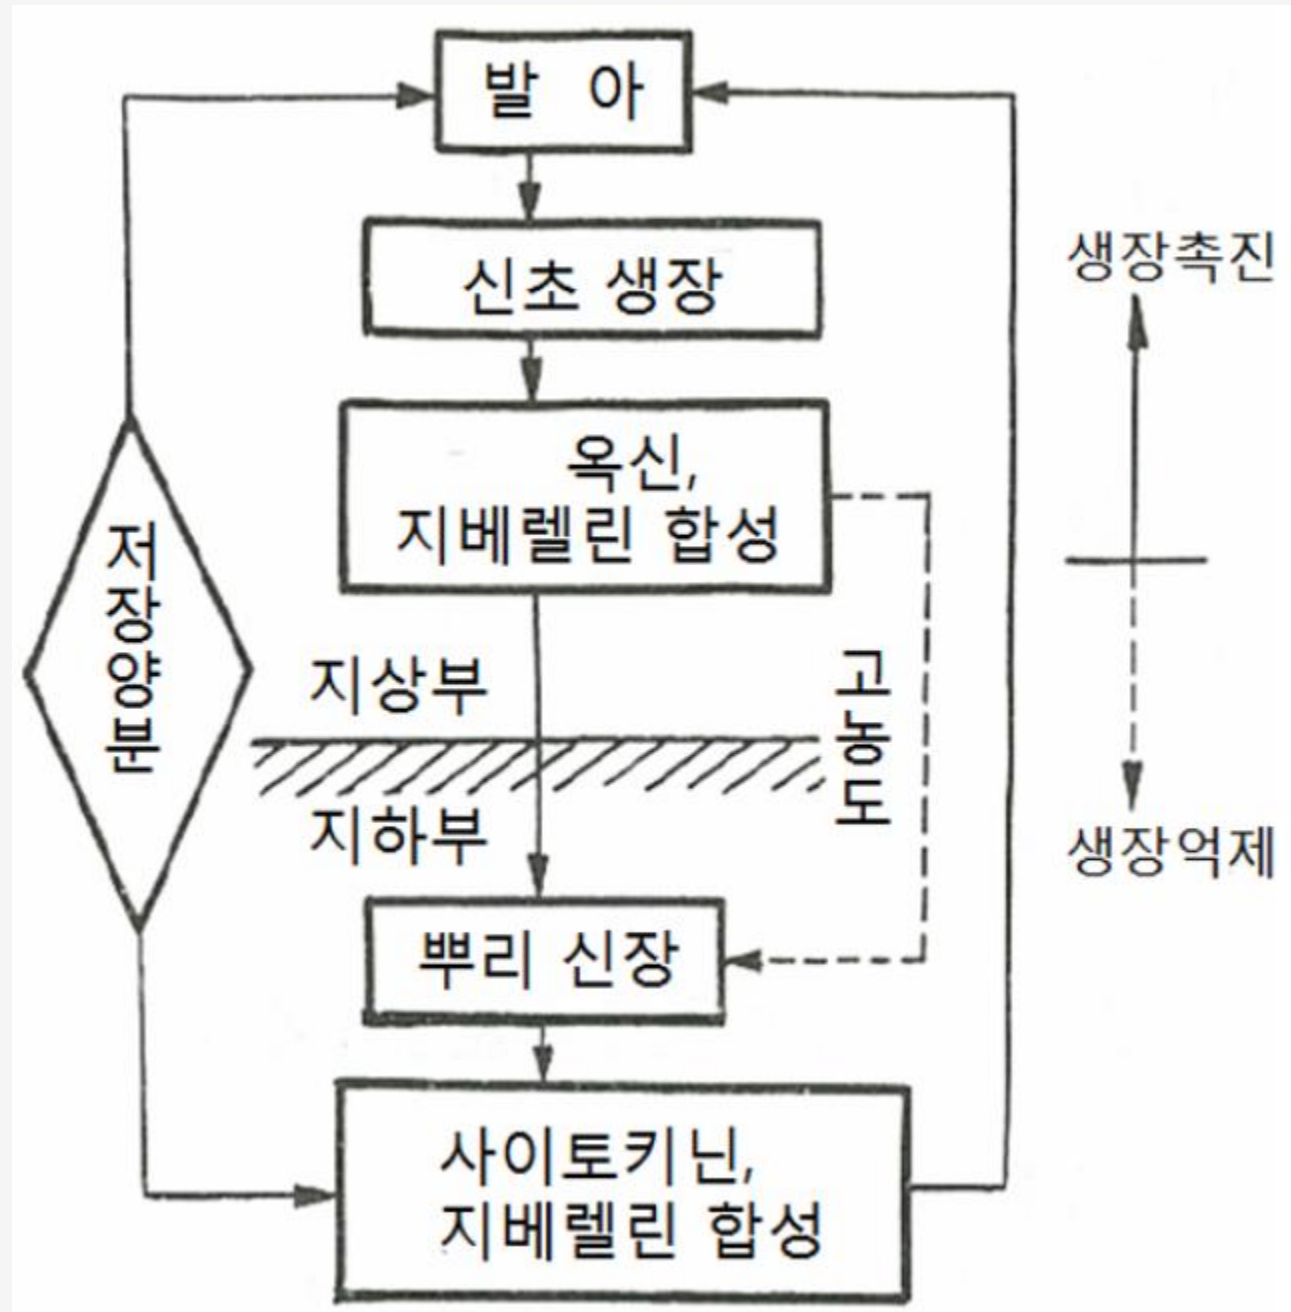 발 아
신초 생장
생장촉진
옥신,
지베렐린 합성
저
장
양
분
지상부
고
농
도
지하부
생장억제
뿌리 신장
사이토키닌,
지베렐린 합성